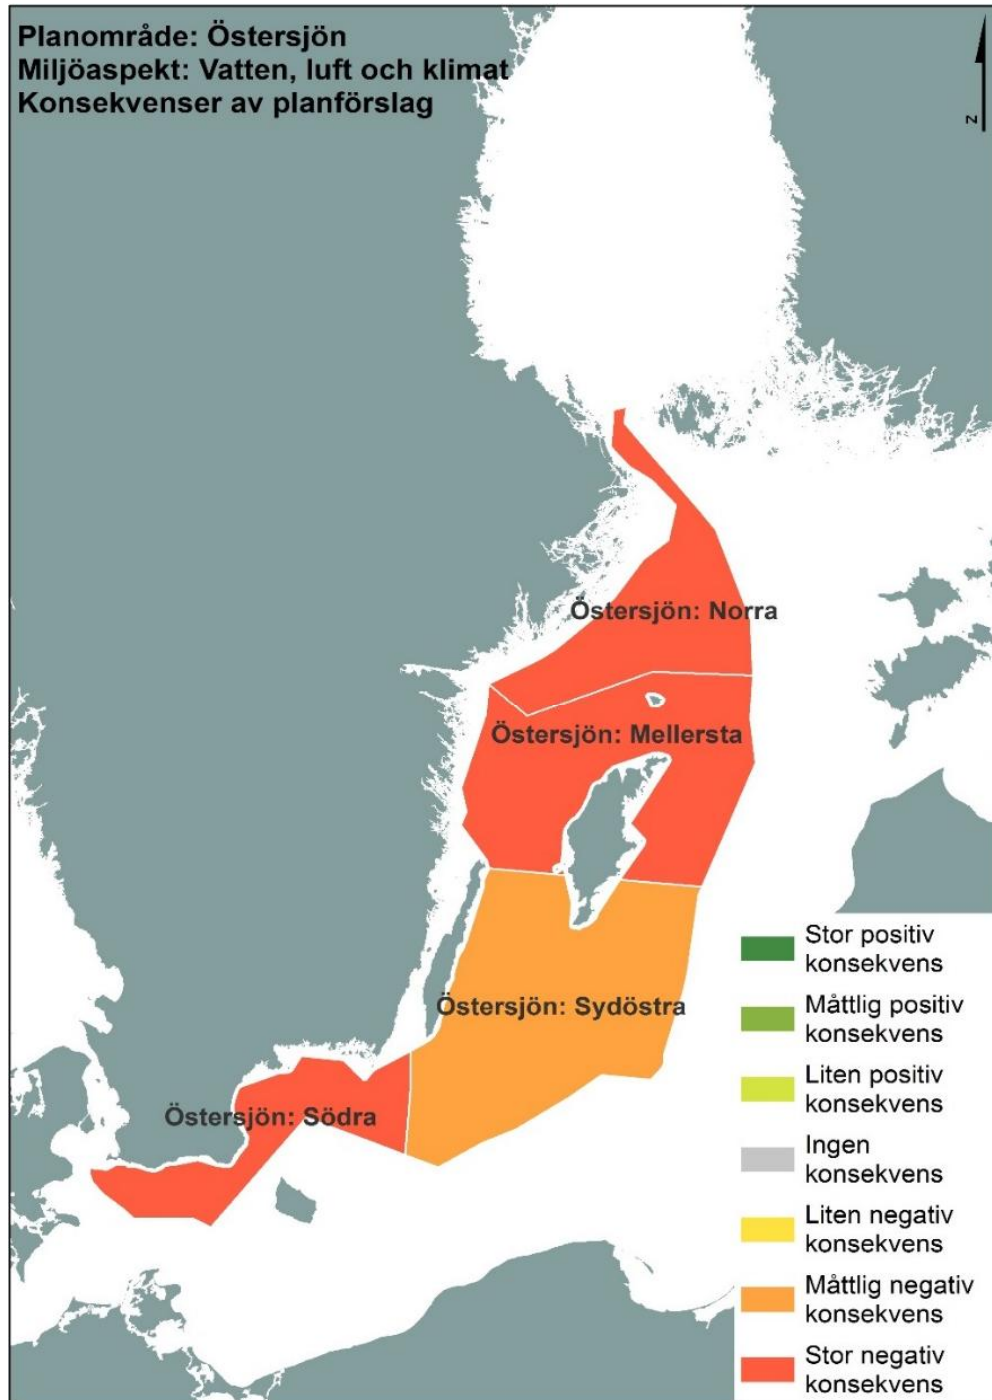 Planområde: Östersjön
Miljöaspekt: Vatten, luft och klimat
Konsekvenser av planförslag
N
Östersjön: Norra
Östersjön: Mellersta
Östersjön: Sydöstra
Östersjön: Södra
Stor positiv
konsekvens
Måttlig positiv
konsekvens
Liten positiv
konsekvens
Ingen
konsekvens
Liten negativ
konsekvens
Måttlig negativ
konsekvens
Stor negativ
konsekvens